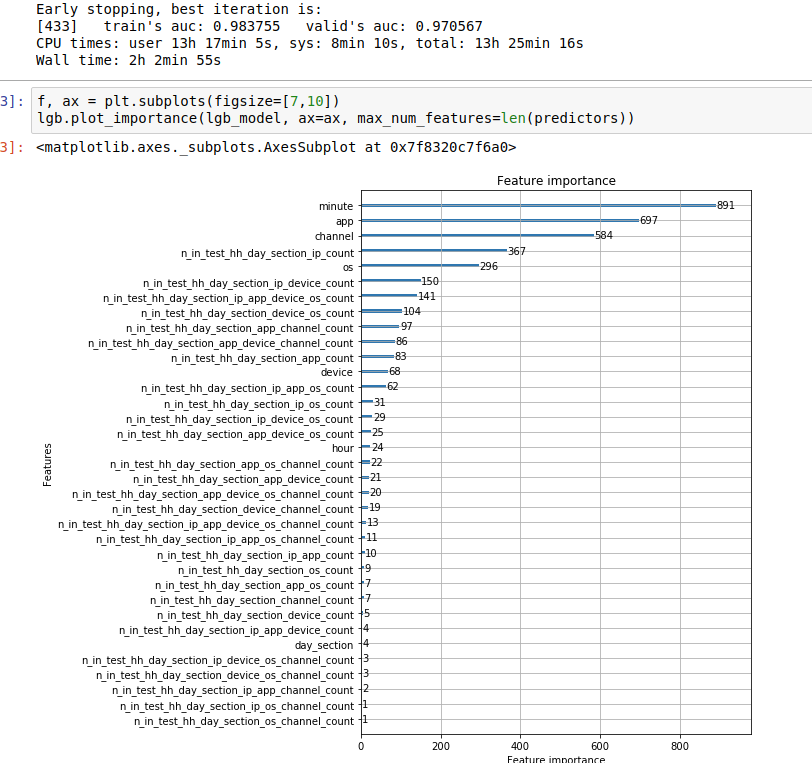 Early stopping, best iteration is:
[433] train's auc: 0.983755 valid's auc: 0.970567
CPU times: user 13h 17min 5s, sys: 8min 10s, total: 13h 25min 16s
Wall time: 2h 2min 55s
3]: f, ax = plt.subplots(figsize=[7,10])
lgb.plot_importance(lgb_model, ax=ax, max_num_features=len(predictors))
3]: <matplotlib.axes._subplots.AxesSubplot at 0x7f8320c7f6a0>
Feature importance
minute 891
app 697
channel 584
n_in_test_hh_day_section_ip_count 367
os 296
n_in_test_hh_day_section_ip_device_count 150
n_in_test_hh_day_section_ip_app_device_os_count 141
n_in_test_hh_day_section_device_os_count 104
n_in_test_hh_day_section_app_channel_count 97
n_in_test_hh_day_section_app_device_channel_count 86
n_in_test_hh_day_section_app_count 83
device 68
n_in_test_hh_day_section_ip_app_os_count 62
n_in_test_hh_day_section_ip_os_count 31
n_in_test_hh_day_section_ip_device_os_count 29
n_in_test_hh_day_section_app_device_os_count 25
hour 24
n_in_test_hh_day_section_app_os_channel_count 22
n_in_test_hh_day_section_app_device_count 21
n_in_test_hh_day_section_app_device_os_channel_count 20
n_in_test_hh_day_section_device_channel_count 19
n_in_test_hh_day_section_ip_app_device_os_channel_count 13
n_in_test_hh_day_section_ip_app_os_channel_count 11
n_in_test_hh_day_section_ip_app_count 10
n_in_test_hh_day_section_os_count 9
n_in_test_hh_day_section_app_os_count 7
n_in_test_hh_day_section_channel_count 7
n_in_test_hh_day_section_device_count 5
n_in_test_hh_day_section_ip_app_device_count 4
day_section 4
n_in_test_hh_day_section_ip_device_os_channel_count 3
n_in_test_hh_day_section_device_os_channel_count 3
n_in_test_hh_day_section_ip_app_channel_count 2
n_in_test_hh_day_section_ip_os_channel_count 1
n_in_test_hh_day_section_os_channel_count 1
Features
0 200 400 600 800
Feature importance